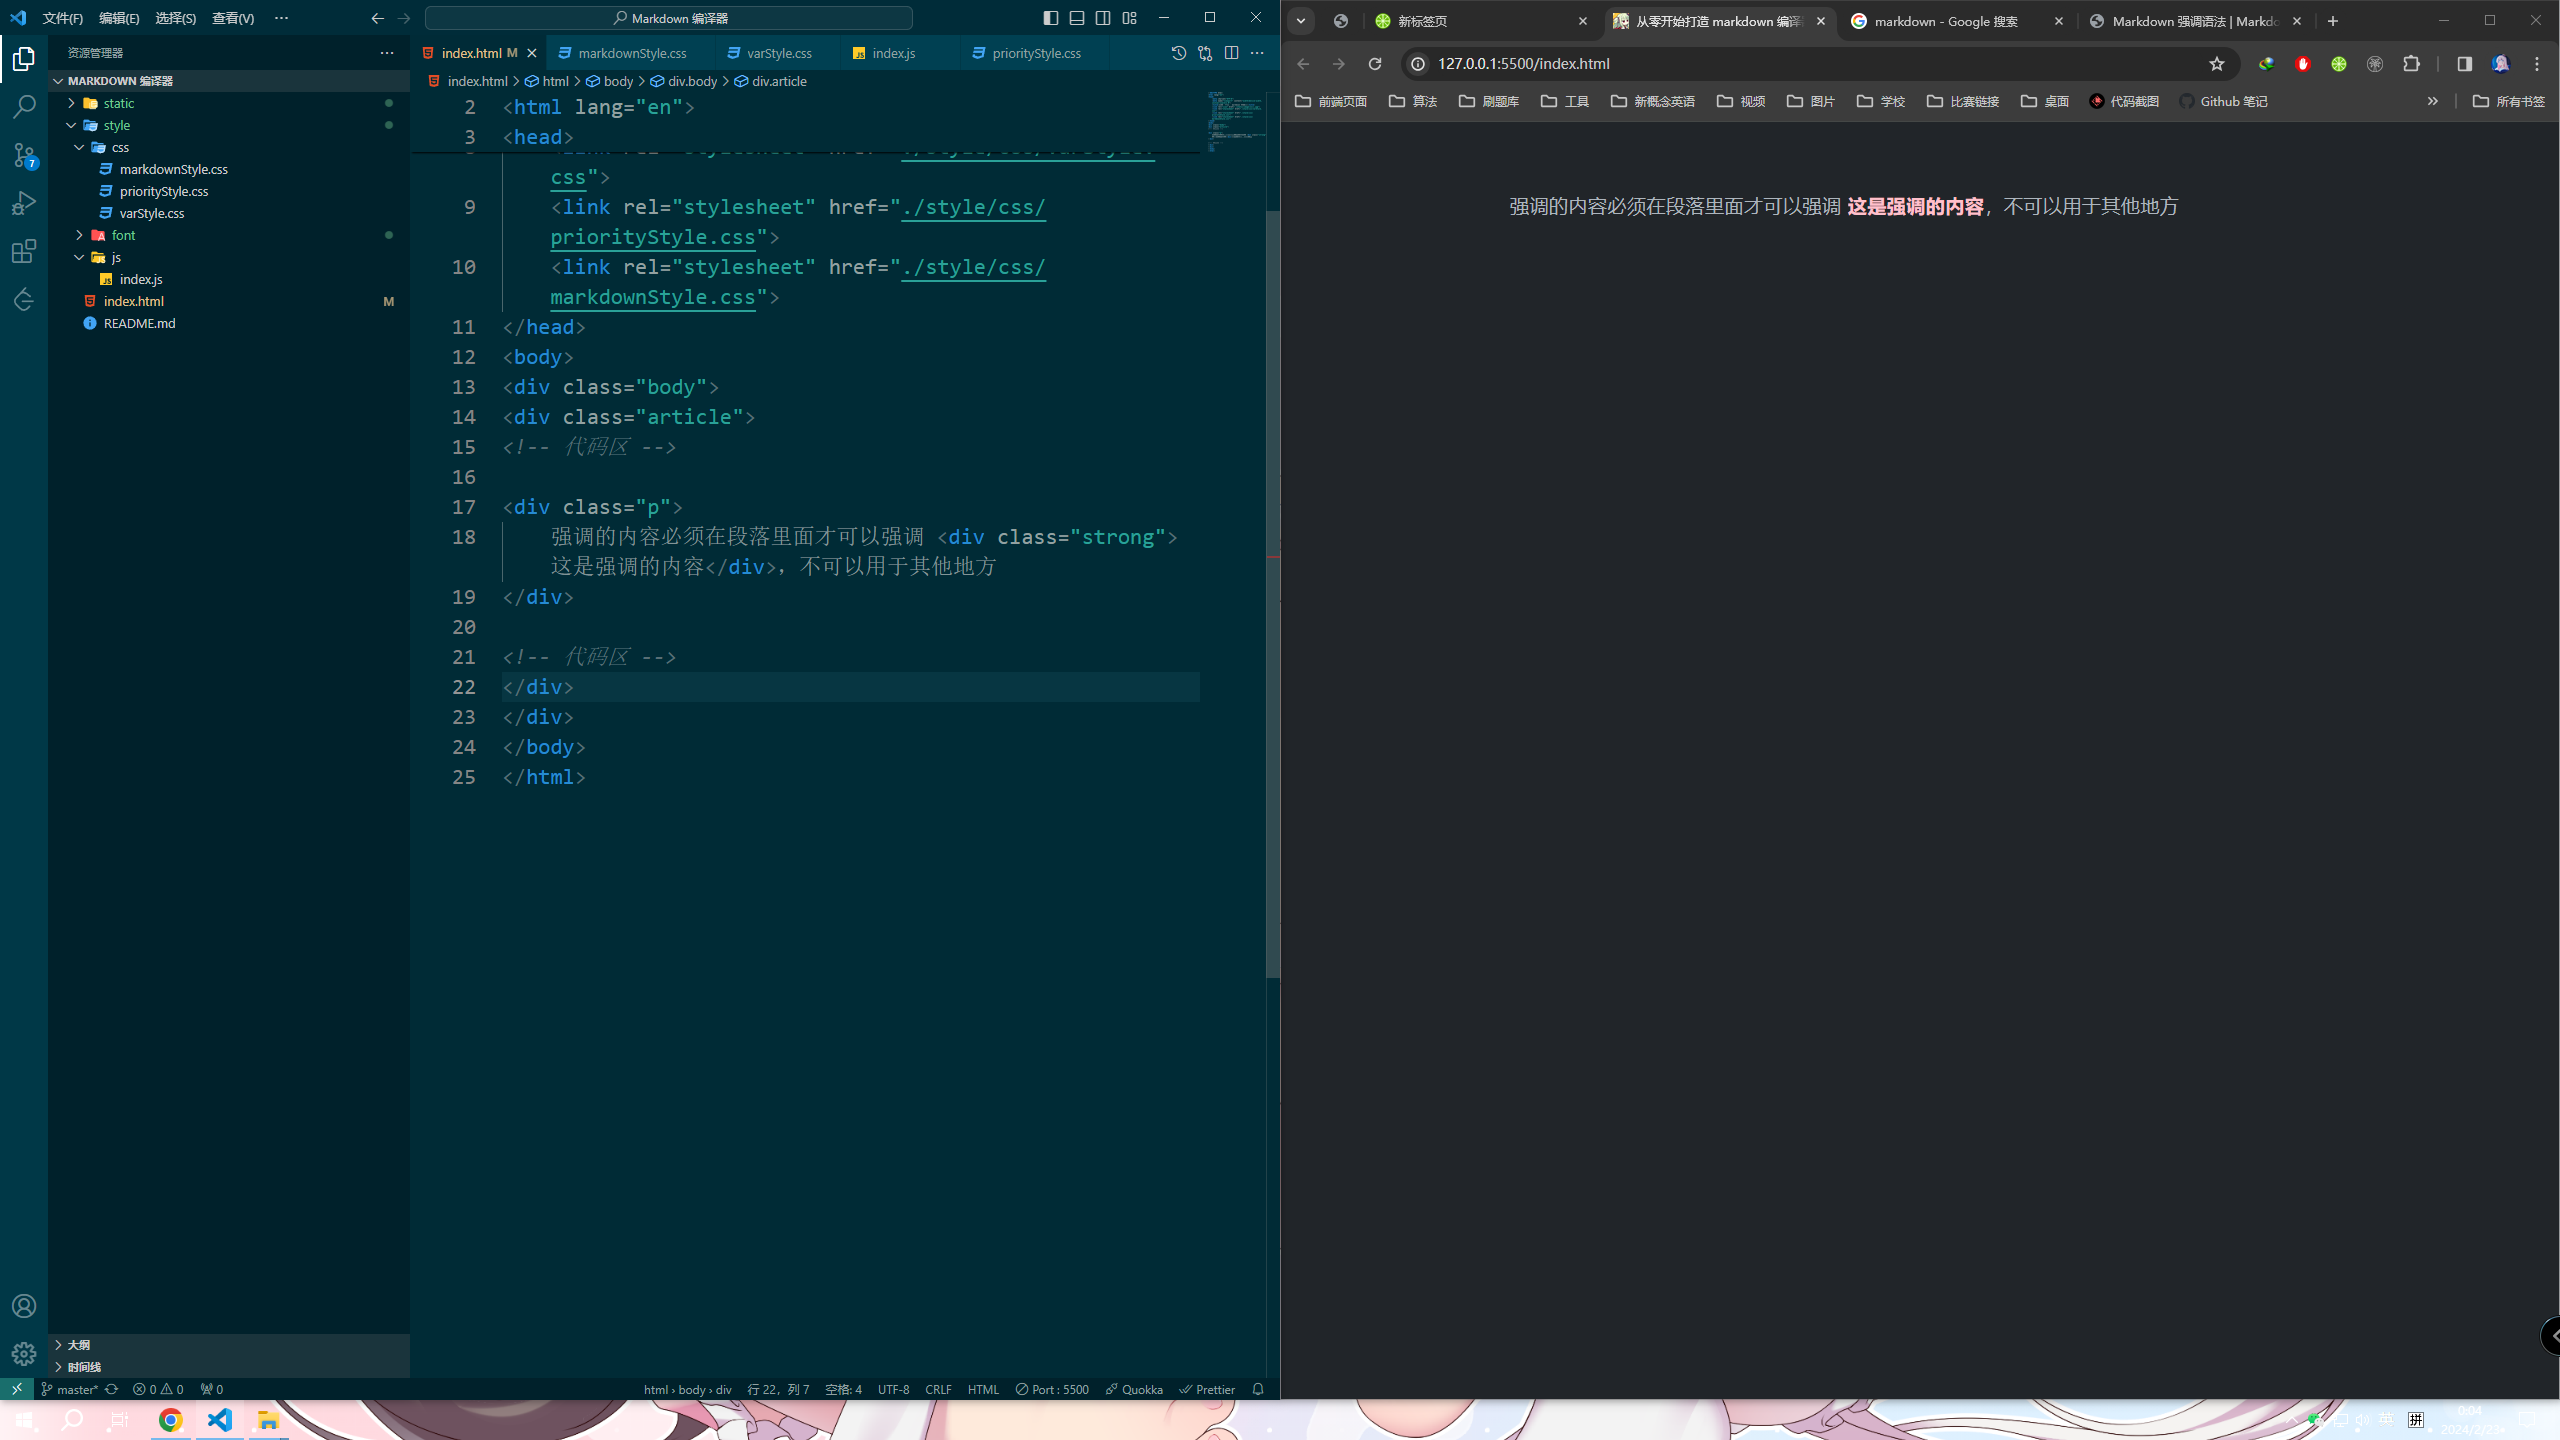 文件(F) 编辑(E) 选择(S) 查看(V) ···
Markdown 编译器
资源管理器
MARKDOWN 编译器
static
style
css
markdownStyle.css
priorityStyle.css
varStyle.css
font
js
index.js
index.html M
README.md
大纲
时间线
7
index.html M markdownStyle.css varStyle.css index.js priorityStyle.css
index.html > html > body > div.body > div.article
2 <html lang="en">
3 <head>
css">
9 <link rel="stylesheet" href="./style/css/
priorityStyle.css">
10 <link rel="stylesheet" href="./style/css/
markdownStyle.css">
11 </head>
12 <body>
13 <div class="body">
14 <div class="article">
15 <!-- 代码区 -->
16
17 <div class="p">
18 强调的内容必须在段落里面才可以强调 <div class="strong">
这是强调的内容</div>，不可以用于其他地方
19 </div>
20
21 <!-- 代码区 -->
22 </div>
23 </div>
24 </body>
25 </html>
master* 0 0 0 html › body › div 行 22，列 7 空格: 4 UTF-8 CRLF HTML Port : 5500 Quokka Prettier
新标签页 从零开始打造 markdown 编译 markdown - Google 搜索 Markdown 强调语法 | Markdo
127.0.0.1:5500/index.html
前端页面 算法 刷题库 工具 新概念英语 视频 图片 学校 比赛链接 桌面 代码截图 Github 笔记 » 所有书签
强调的内容必须在段落里面才可以强调 这是强调的内容，不可以用于其他地方
英 拼
0:04
2024/2/23